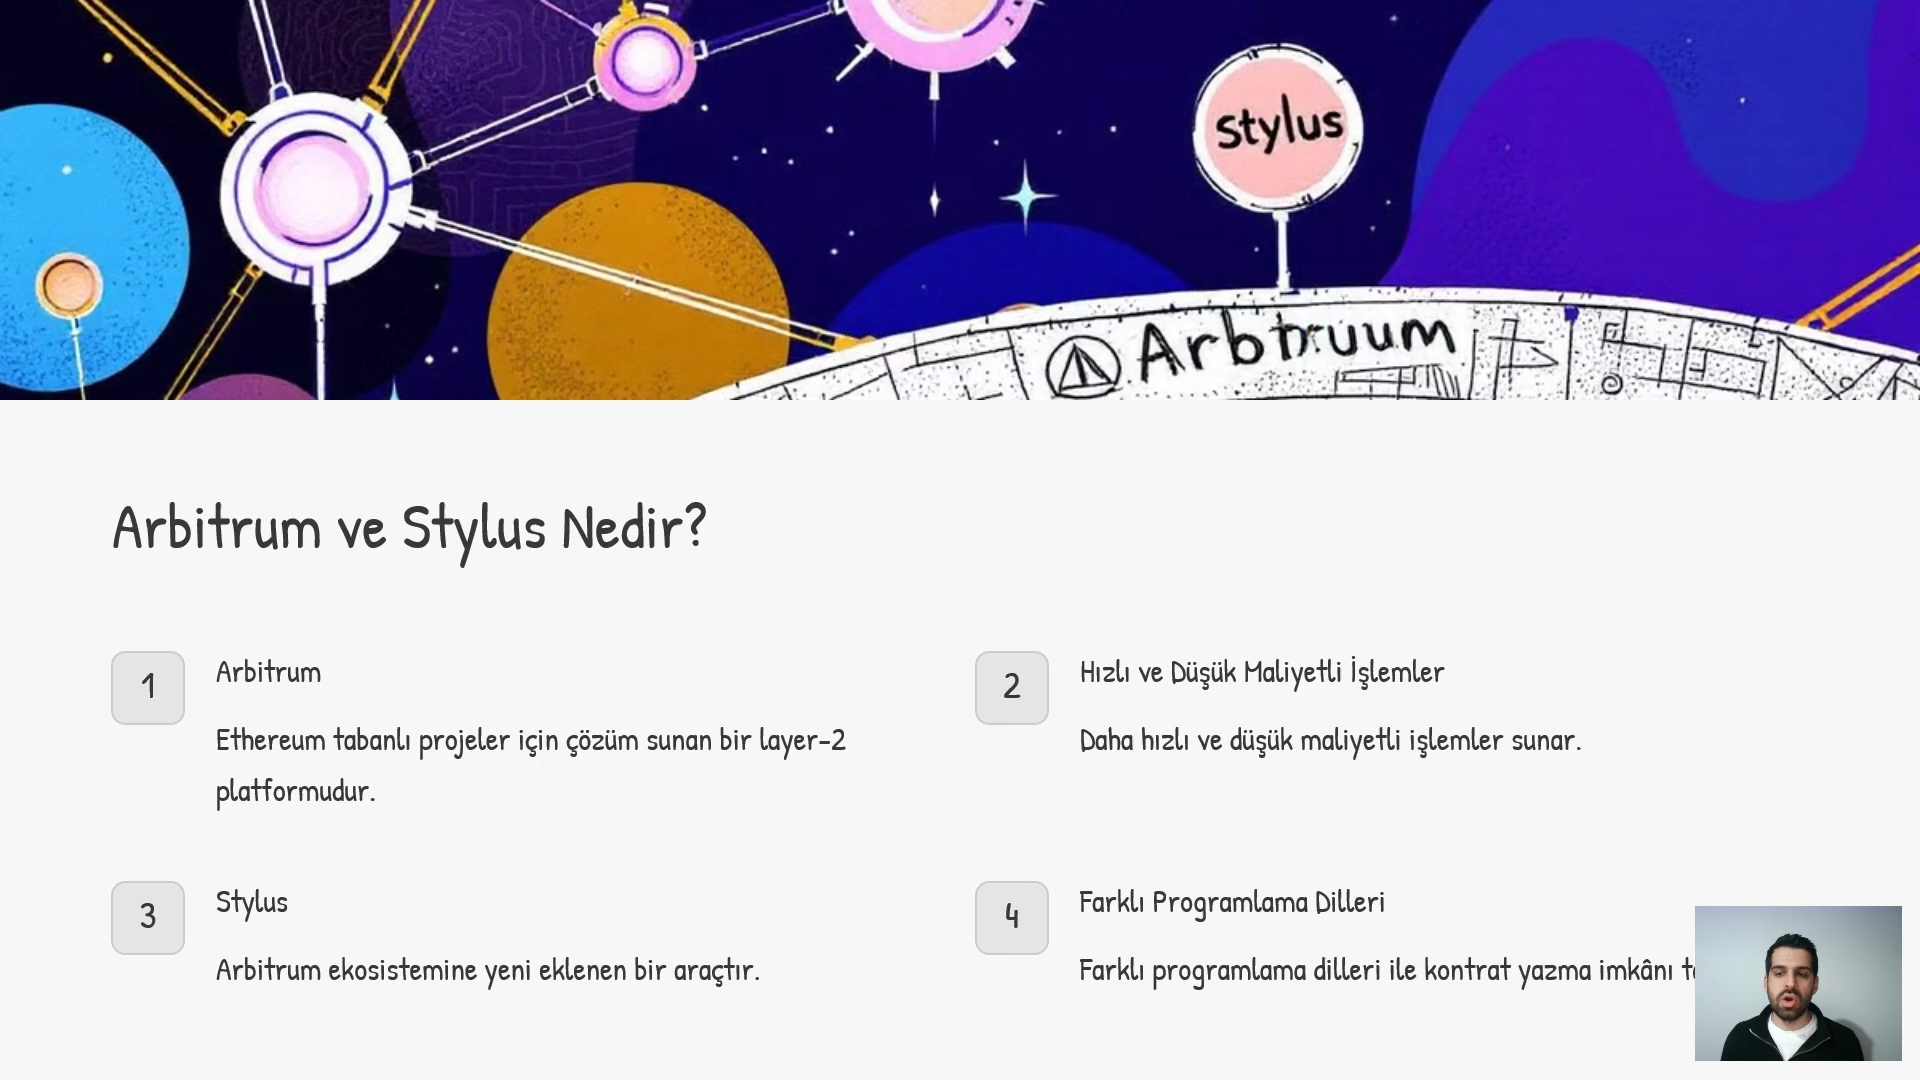 stylus
Arbitruum
Arbitrum ve Stylus Nedir?
1
Arbitrum
Ethereum tabanlı projeler için çözüm sunan bir layer-2
platformudur.
2
Hızlı ve Düşük Maliyetli İşlemler
Daha hızlı ve düşük maliyetli işlemler sunar.
3
Stylus
Arbitrum ekosistemine yeni eklenen bir araçtır.
4
Farklı Programlama Dilleri
Farklı programlama dilleri ile kontrat yazma imkânı